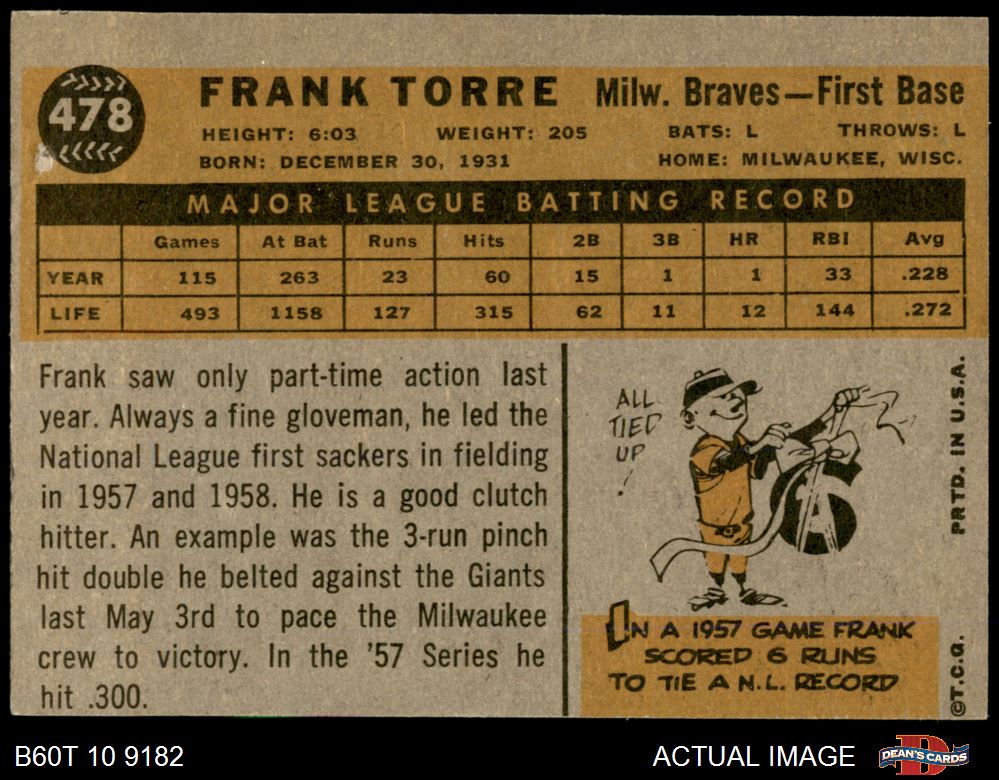 478
FRANK TORRE Milw. Braves—First Base
HEIGHT: 6:03 WEIGHT: 205 BATS: L THROWS: L
BORN: DECEMBER 30, 1931 HOME: MILWAUKEE, WISC.
MAJOR LEAGUE BATTING RECORD
Games At Bat Runs Hits 2B 3B HR RBI Avg
YEAR 115 263 23 60 15 1 1 33 .228
LIFE 493 1158 127 315 62 11 12 144 .272
Frank saw only part-time action last
year. Always a fine gloveman, he led the
National League first sackers in fielding
in 1957 and 1958. He is a good clutch
hitter. An example was the 3-run pinch
hit double he belted against the Giants
last May 3rd to pace the Milwaukee
crew to victory. In the '57 Series he
hit .300.
ALL
TIED
UP!
6
IN A 1957 GAME FRANK
SCORED 6 RUNS
TO TIE A N.L. RECORD
©T.C.G. PRTD. IN U.S.A.
B60T 10 9182 ACTUAL IMAGE DEAN'S CARDS